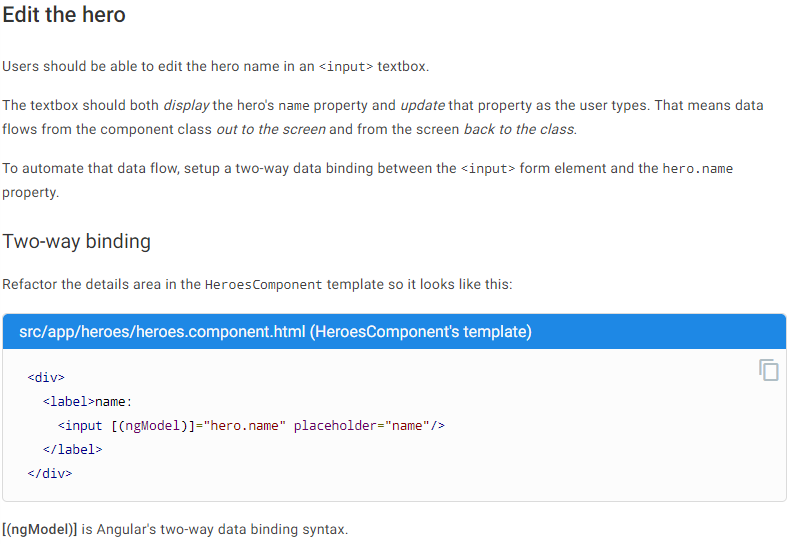 Edit the hero
Users should be able to edit the hero name in an <input> textbox.
The textbox should both display the hero's name property and update that property as the user types. That means data
flows from the component class out to the screen and from the screen back to the class.
To automate that data flow, setup a two-way data binding between the <input> form element and the hero.name
property.
Two-way binding
Refactor the details area in the HeroesComponent template so it looks like this:
src/app/heroes/heroes.component.html (HeroesComponent's template)
<div>
  <label>name:
    <input [(ngModel)]="hero.name" placeholder="name"/>
  </label>
</div>
[(ngModel)] is Angular's two-way data binding syntax.